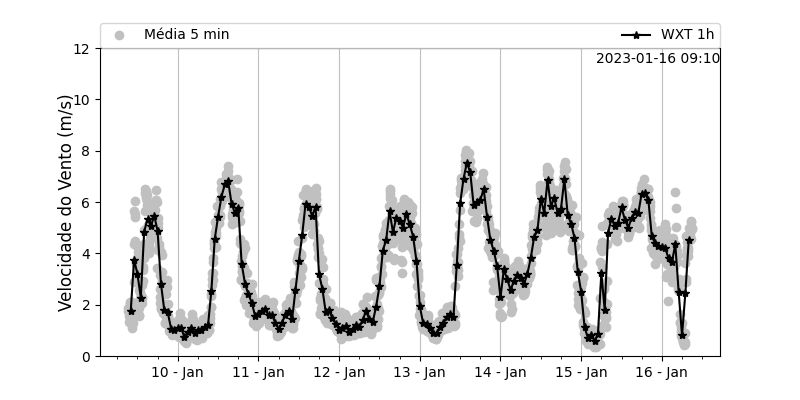 Média 5 min
WXT 1h
2023-01-16 09:10
Velocidade do Vento (m/s)
12
10
8
6
4
2
0
10 - Jan
11 - Jan
12 - Jan
13 - Jan
14 - Jan
15 - Jan
16 - Jan